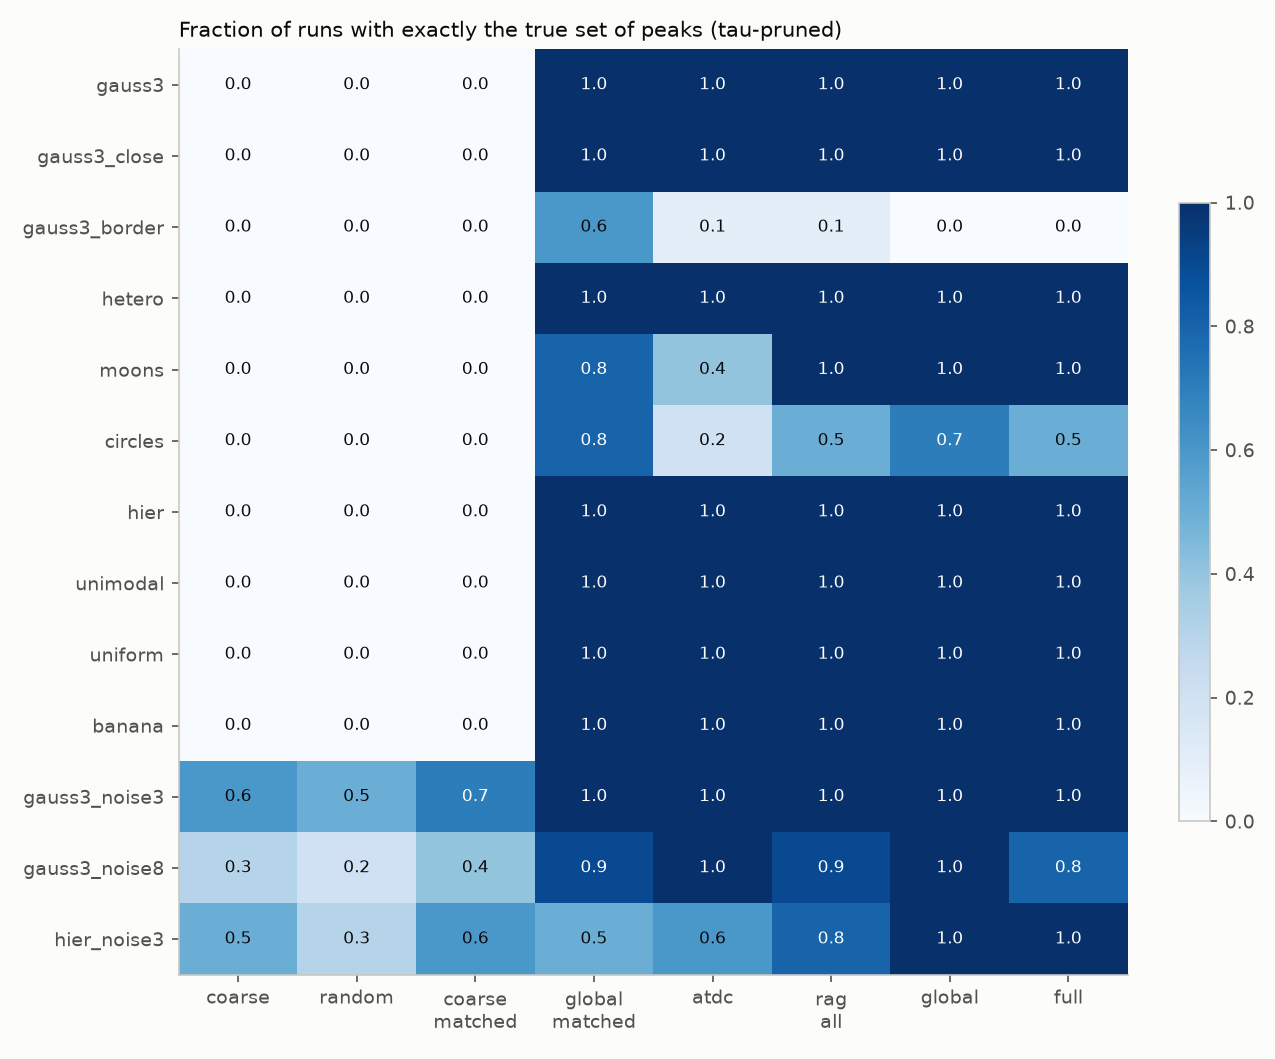 Fraction of runs with exactly the true set of peaks (tau-pruned)
gauss3 0.0 0.0 0.0 1.0 1.0 1.0 1.0 1.0
gauss3_close 0.0 0.0 0.0 1.0 1.0 1.0 1.0 1.0
gauss3_border 0.0 0.0 0.0 0.6 0.1 0.1 0.0 0.0
hetero 0.0 0.0 0.0 1.0 1.0 1.0 1.0 1.0
moons 0.0 0.0 0.0 0.8 0.4 1.0 1.0 1.0
circles 0.0 0.0 0.0 0.8 0.2 0.5 0.7 0.5
hier 0.0 0.0 0.0 1.0 1.0 1.0 1.0 1.0
unimodal 0.0 0.0 0.0 1.0 1.0 1.0 1.0 1.0
uniform 0.0 0.0 0.0 1.0 1.0 1.0 1.0 1.0
banana 0.0 0.0 0.0 1.0 1.0 1.0 1.0 1.0
gauss3_noise3 0.6 0.5 0.7 1.0 1.0 1.0 1.0 1.0
gauss3_noise8 0.3 0.2 0.4 0.9 1.0 0.9 1.0 0.8
hier_noise3 0.5 0.3 0.6 0.5 0.6 0.8 1.0 1.0
coarse random coarse global atdc rag global full
matched matched all
1.0
0.8
0.6
0.4
0.2
0.0